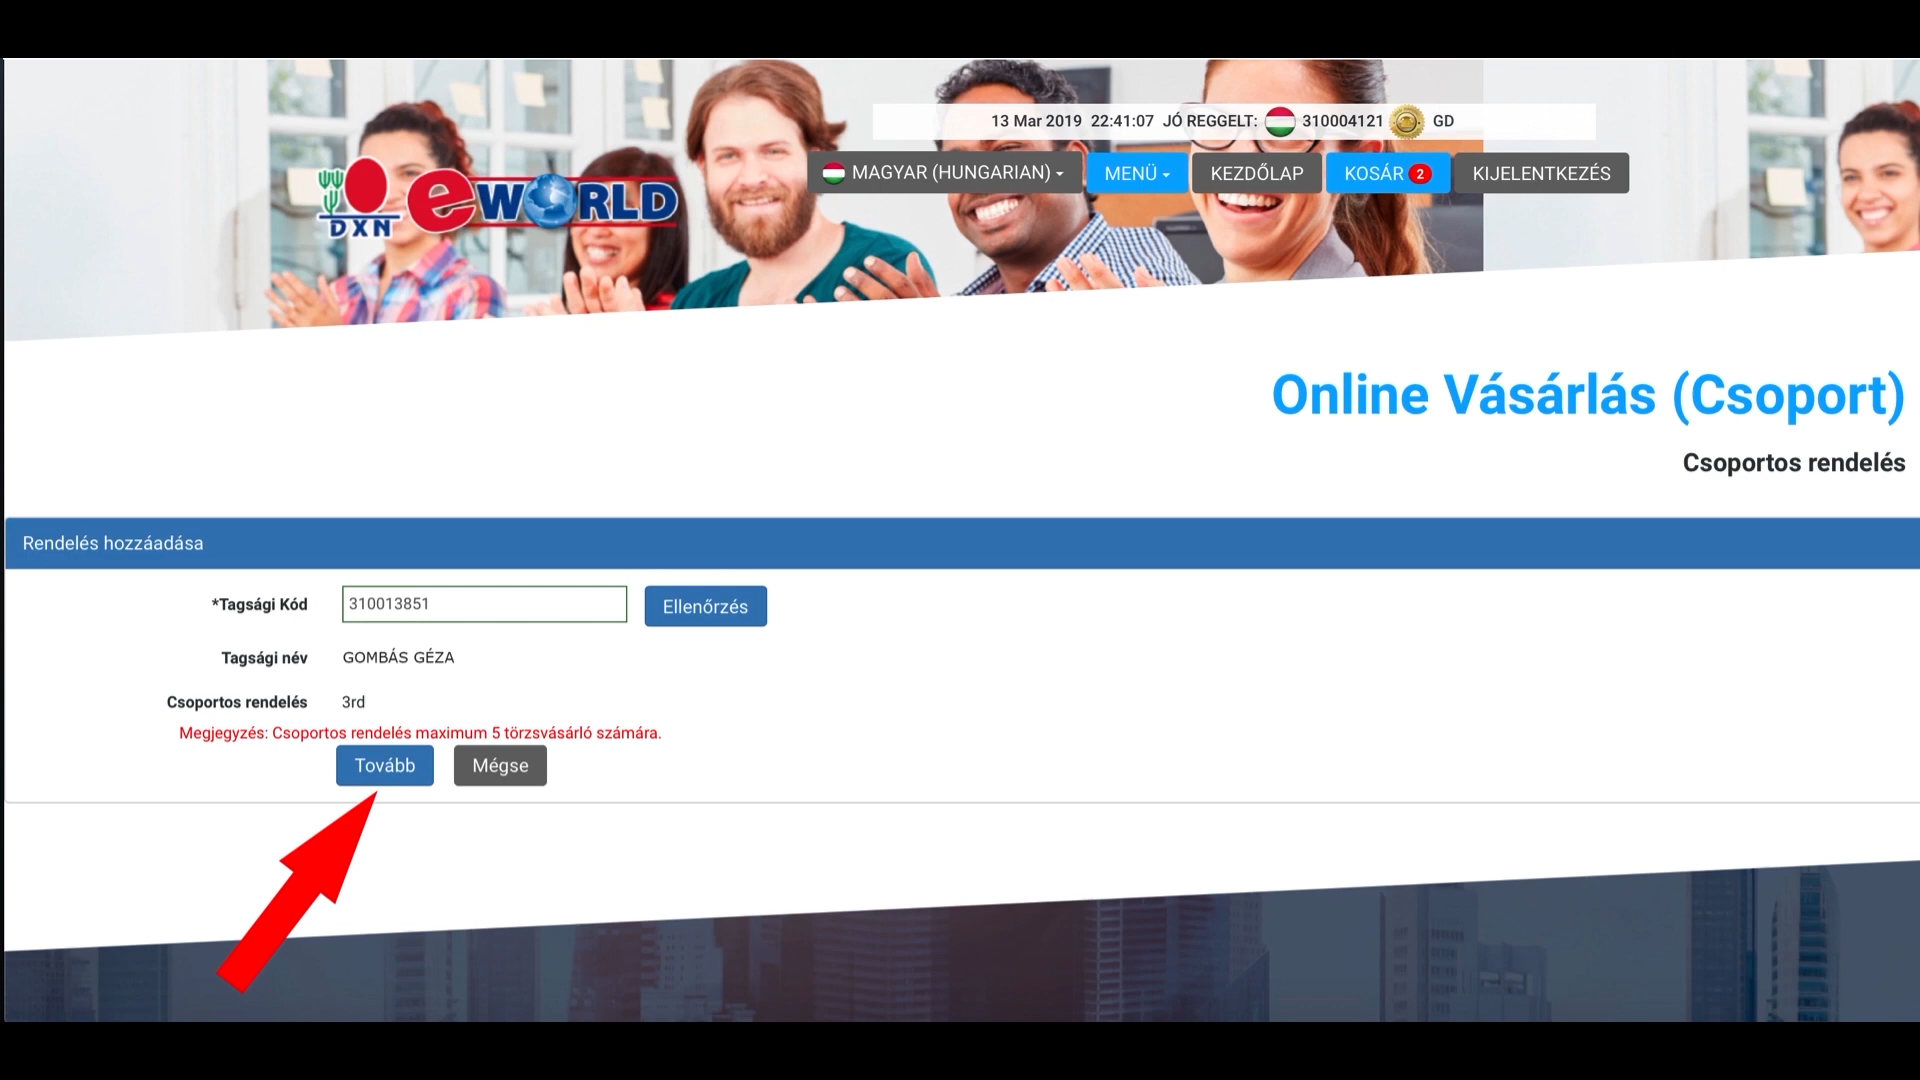 13 Mar 2019 22:41:07 JÓ REGGELT: 310004121 GD
MAGYAR (HUNGARIAN) MENÜ KEZDŐLAP KOSÁR 2 KIJELENTKEZÉS
DXN eWORLD
Online Vásárlás (Csoport)
Csoportos rendelés
Rendelés hozzáadása
*Tagsági Kód 310013851 Ellenőrzés
Tagsági név GOMBÁS GÉZA
Csoportos rendelés 3rd
Megjegyzés: Csoportos rendelés maximum 5 törzsvásárló számára.
Tovább Mégse